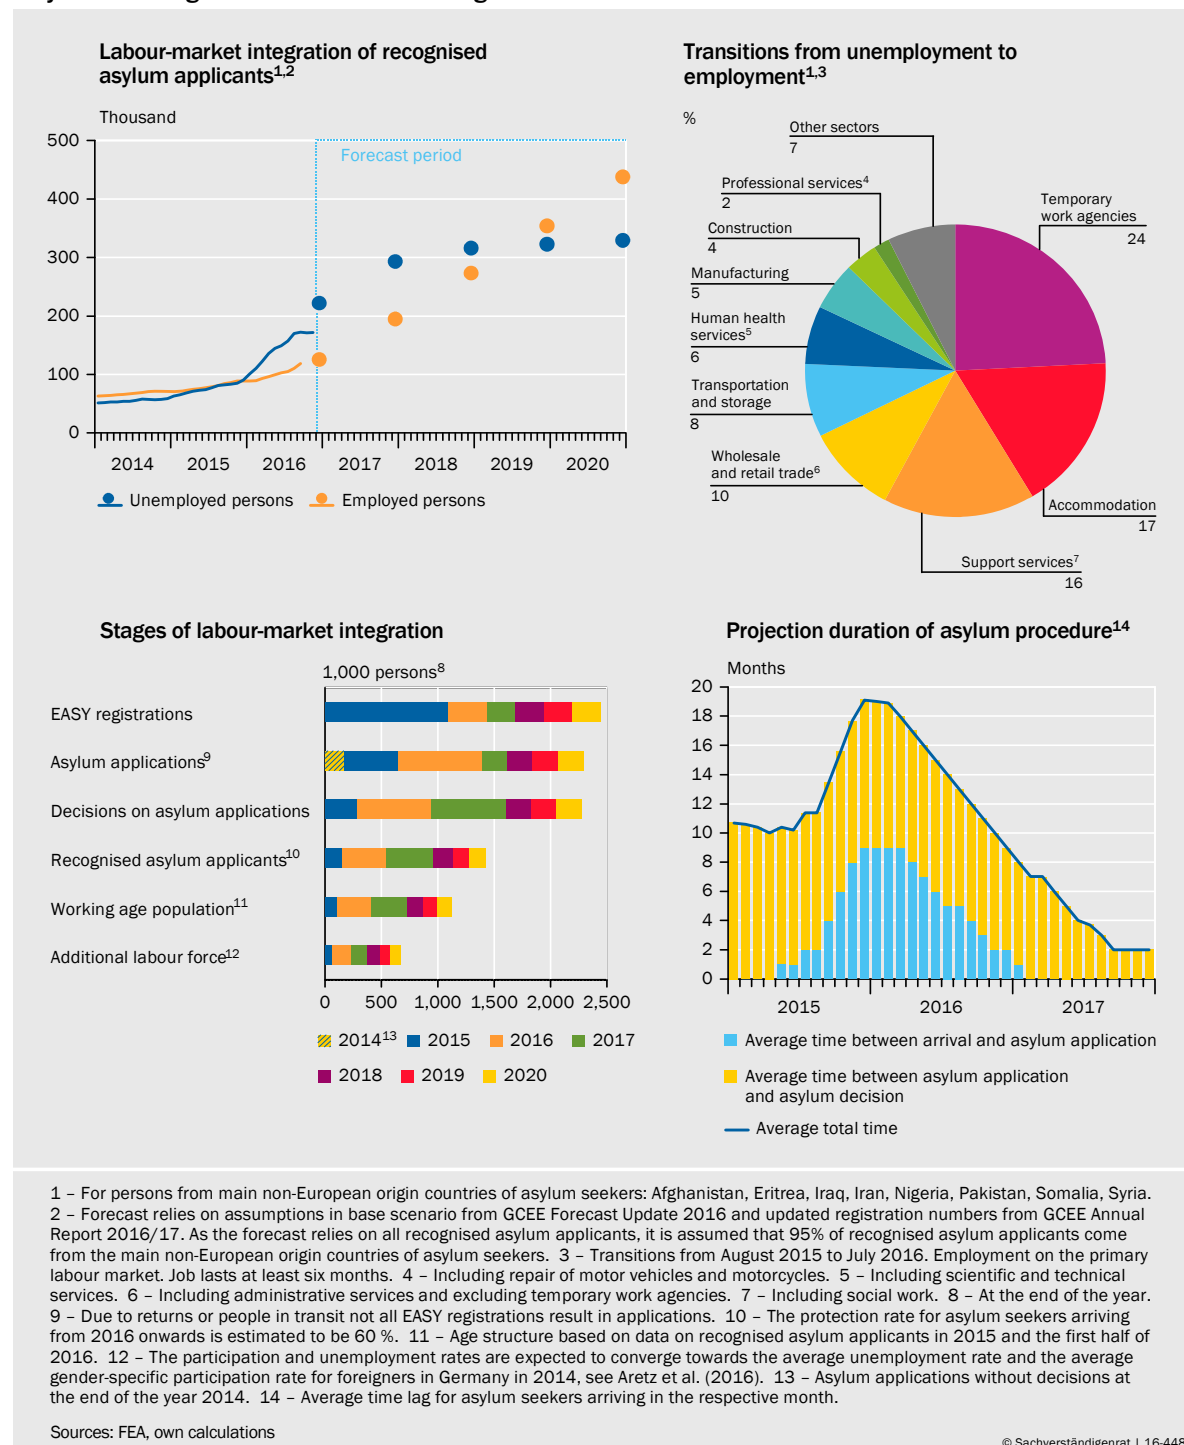 Labour-market integration of recognised
asylum applicants1,2
Thousand
500
400
300
200
100
0
Forecast period
2014 2015 2016 2017 2018 2019 2020
Unemployed persons Employed persons
Transitions from unemployment to
employment1,3
%
Other sectors
7
Professional services4
2
Construction
4
Manufacturing
5
Human health
services5
6
Transportation
and storage
8
Wholesale
and retail trade6
10
Temporary
work agencies
24
Accommodation
17
Support services7
16
Stages of labour-market integration
1,000 persons8
EASY registrations
Asylum applications9
Decisions on asylum applications
Recognised asylum applicants10
Working age population11
Additional labour force12
0 500 1,000 1,500 2,000 2,500
201413 2015 2016 2017
2018 2019 2020
Projection duration of asylum procedure14
Months
20
18
16
14
12
10
8
6
4
2
0
2015 2016 2017
Average time between arrival and asylum application
Average time between asylum application
and asylum decision
Average total time
1 – For persons from main non-European origin countries of asylum seekers: Afghanistan, Eritrea, Iraq, Iran, Nigeria, Pakistan, Somalia, Syria.
2 – Forecast relies on assumptions in base scenario from GCEE Forecast Update 2016 and updated registration numbers from GCEE Annual
Report 2016/17. As the forecast relies on all recognised asylum applicants, it is assumed that 95% of recognised asylum applicants come
from the main non-European origin countries of asylum seekers. 3 – Transitions from August 2015 to July 2016. Employment on the primary
labour market. Job lasts at least six months. 4 – Including repair of motor vehicles and motorcycles. 5 – Including scientific and technical
services. 6 – Including administrative services and excluding temporary work agencies. 7 – Including social work. 8 – At the end of the year.
9 – Due to returns or people in transit not all EASY registrations result in applications. 10 – The protection rate for asylum seekers arriving
from 2016 onwards is estimated to be 60 %. 11 – Age structure based on data on recognised asylum applicants in 2015 and the first half of
2016. 12 – The participation and unemployment rates are expected to converge towards the average unemployment rate and the average
gender-specific participation rate for foreigners in Germany in 2014, see Aretz et al. (2016). 13 – Asylum applications without decisions at
the end of the year 2014. 14 – Average time lag for asylum seekers arriving in the respective month.
Sources: FEA, own calculations
© Sachverständigenrat | 16-448